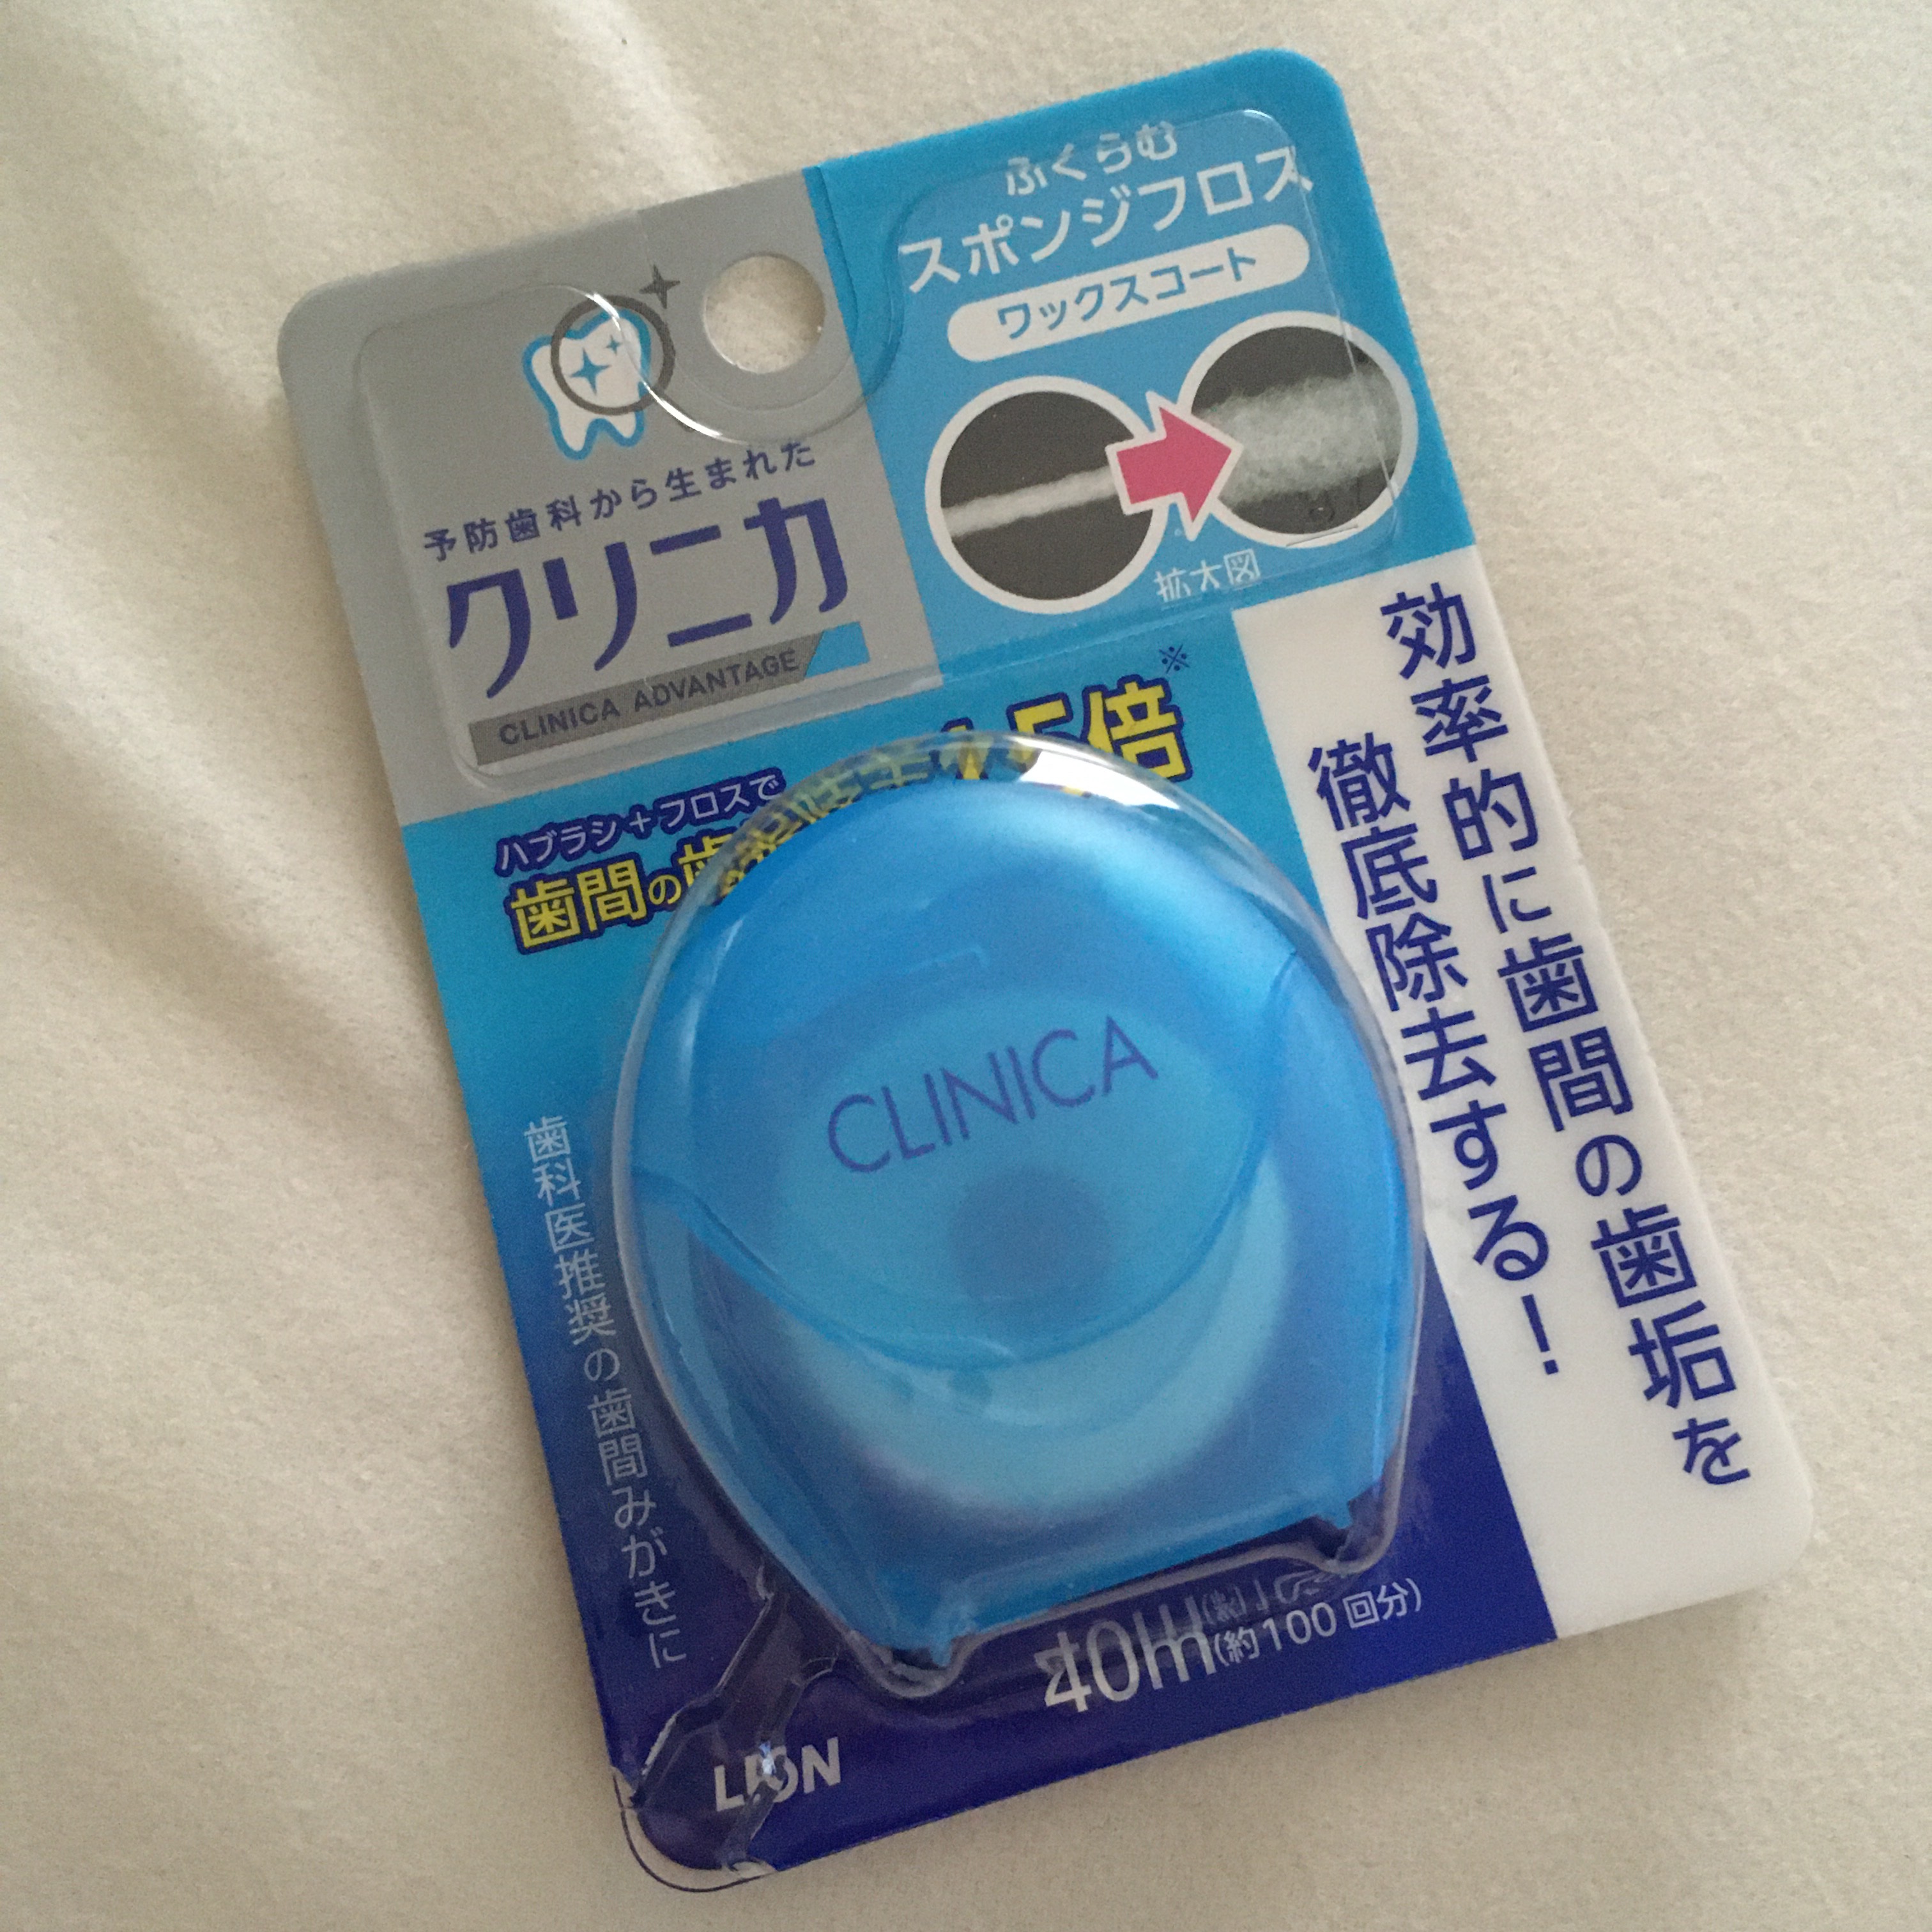 ふくらむ
スポンジフロス
ワックスコート
拡大図
予防歯科から生まれた
クリニカ
CLINICA ADVANTAGE
ハブラシ+フロスで
歯間の歯
倍※
効率的に歯間の歯垢を
徹底除去する!
CLINICA
歯科医推奨の歯間みがきに
40m(約100回分)
LION